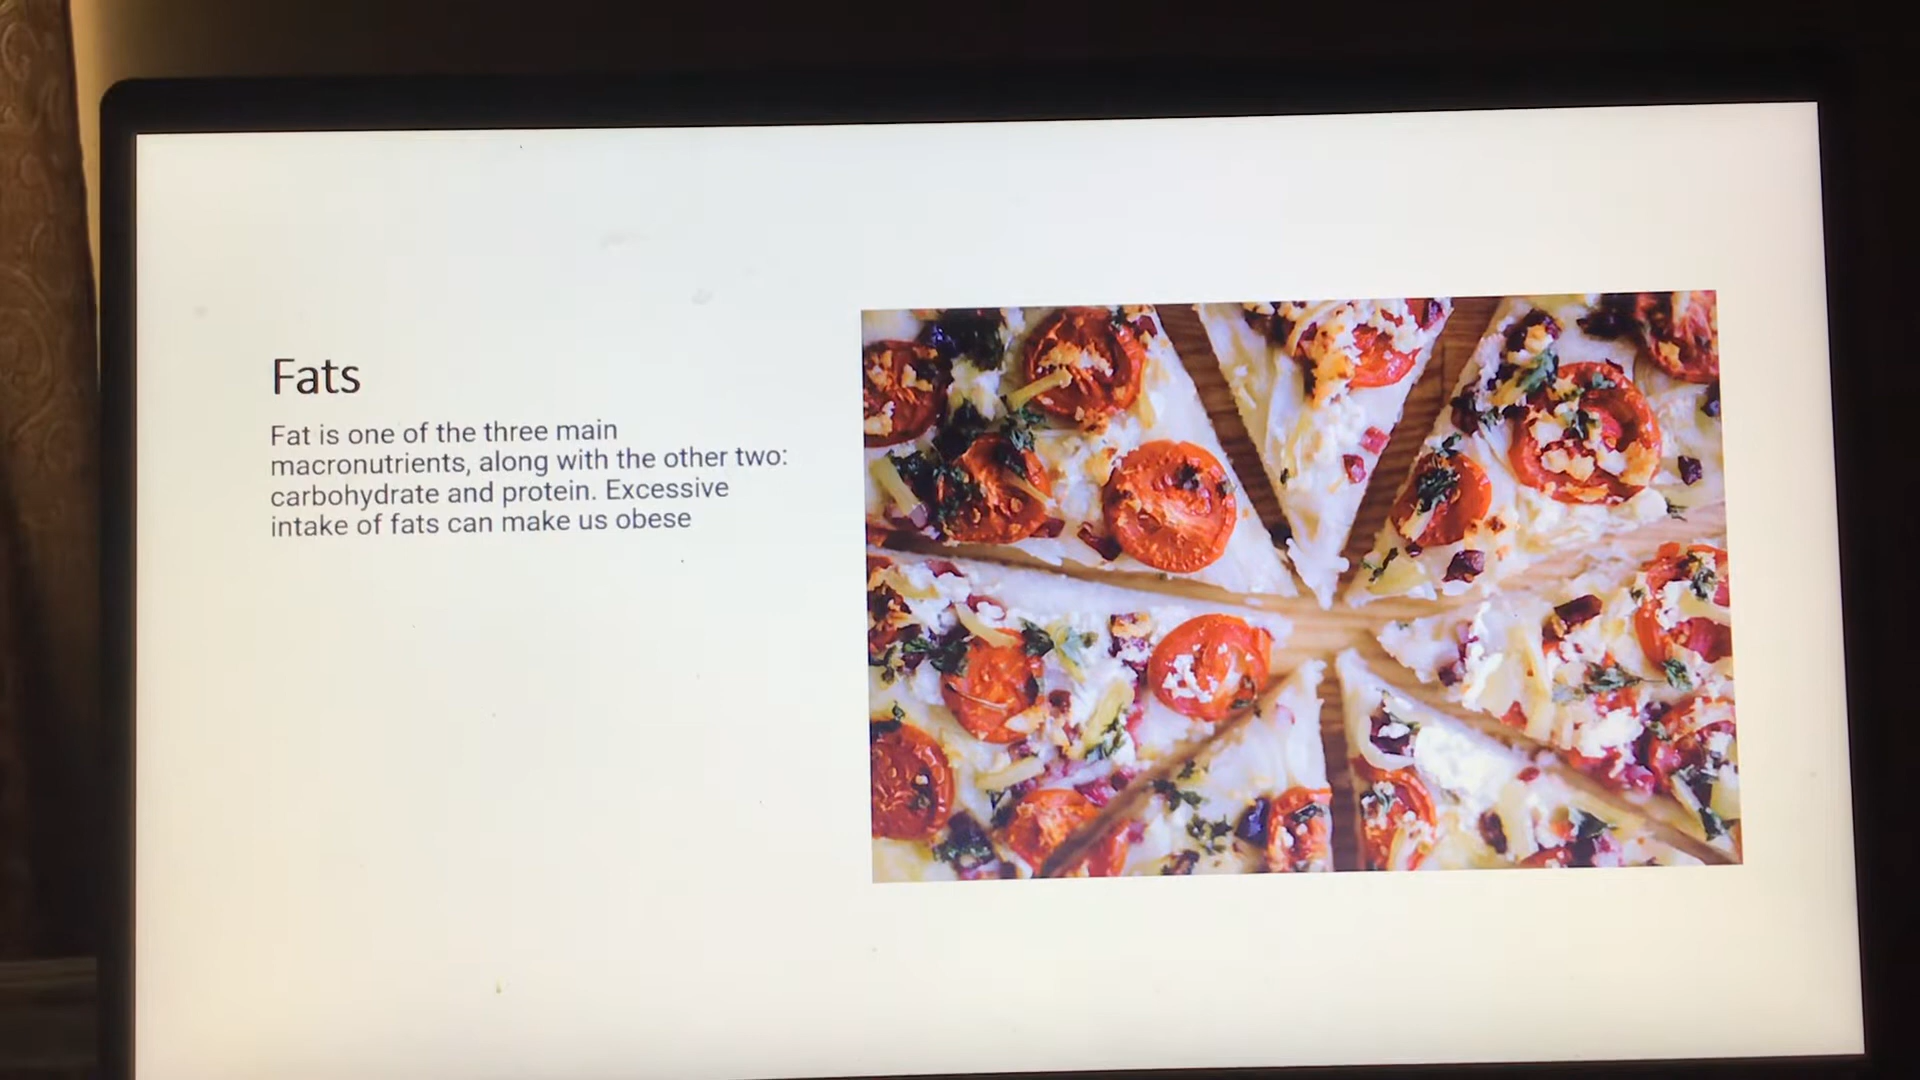 Fats
Fat is one of the three main
macronutrients, along with the other two:
carbohydrate and protein. Excessive
intake of fats can make us obese